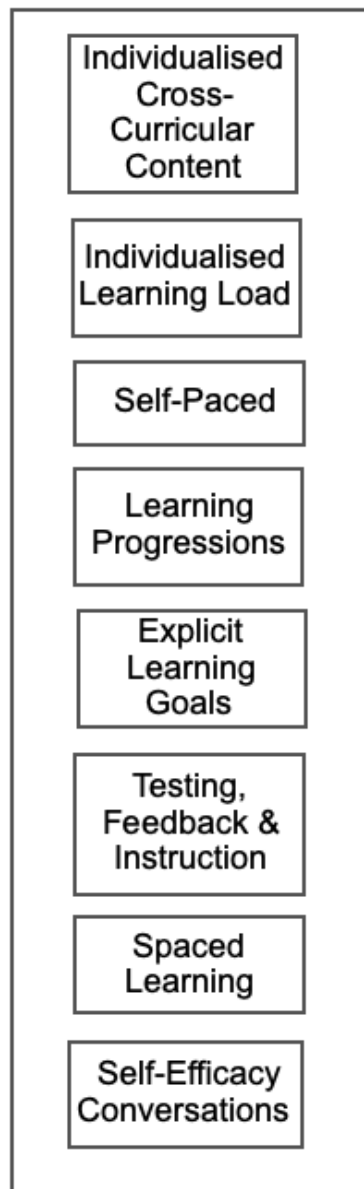 Individualised
Cross-
Curricular
Content
Individualised
Learning Load
Self-Paced
Learning
Progressions
Explicit
Learning
Goals
Testing,
Feedback &
Instruction
Spaced
Learning
Self-Efficacy
Conversations